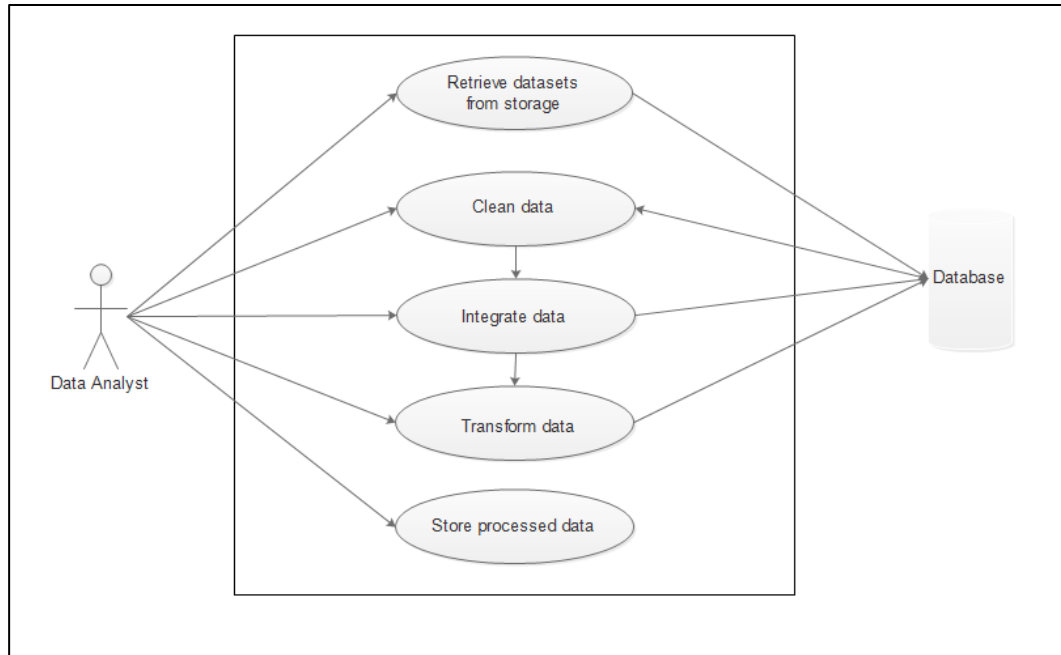 Retrieve datasets
from storage
Clean data
Database
Integrate data
Data Analyst
Transform data
Store processed data